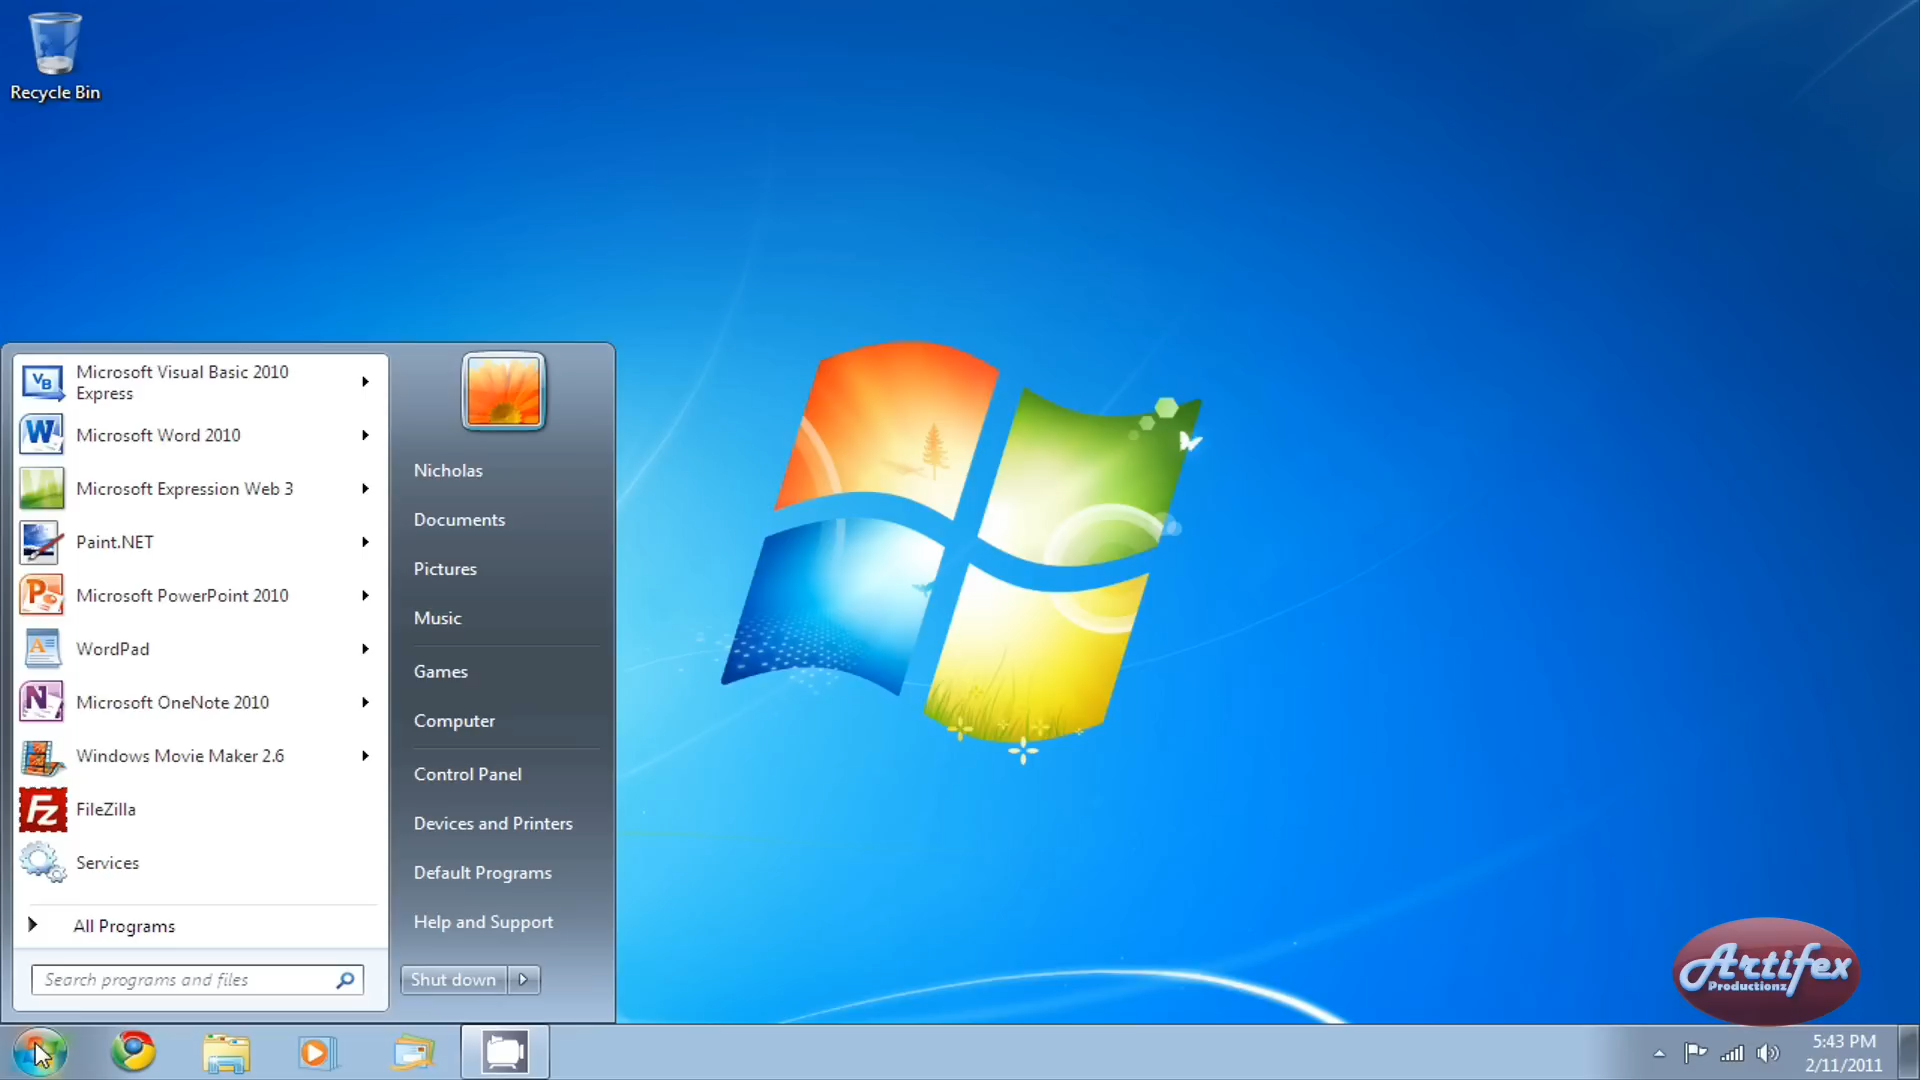 Recycle Bin
Microsoft Visual Basic 2010
Express
Microsoft Word 2010
Microsoft Expression Web 3
Paint.NET
Microsoft PowerPoint 2010
WordPad
Microsoft OneNote 2010
Windows Movie Maker 2.6
FileZilla
Services
All Programs
Search programs and files
Nicholas
Documents
Pictures
Music
Games
Computer
Control Panel
Devices and Printers
Default Programs
Help and Support
Shut down
Artifex
Productionz
5:43 PM
2/11/2011